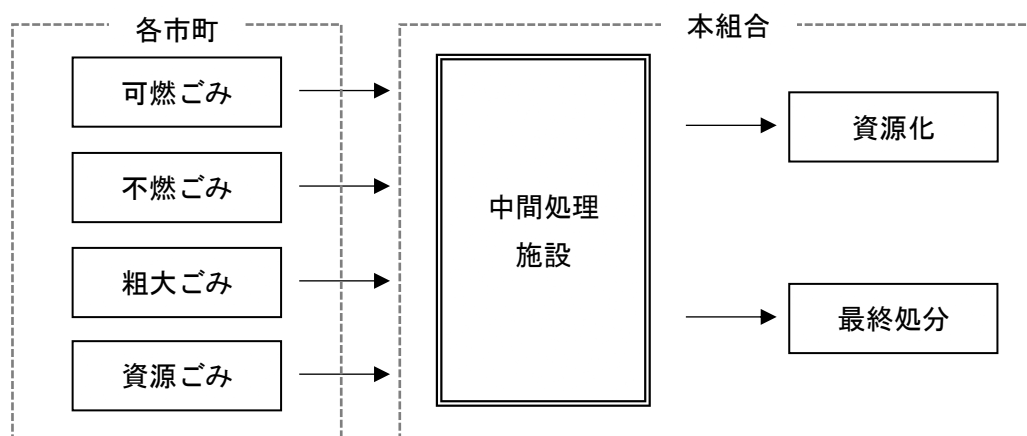 各市町
本組合
可燃ごみ
不燃ごみ
粗大ごみ
資源ごみ
中間処理
施設
資源化
最終処分